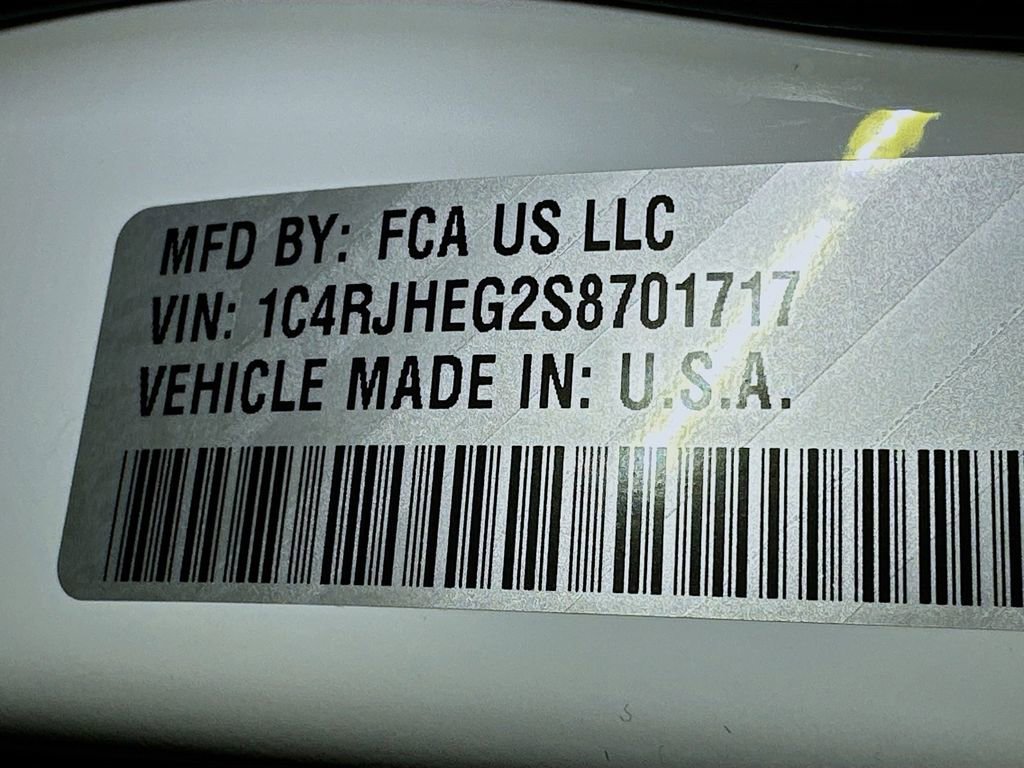 MFD BY: FCA US LLC
VIN: 1C4RJHEG2S8701717
VEHICLE MADE IN: U.S.A.